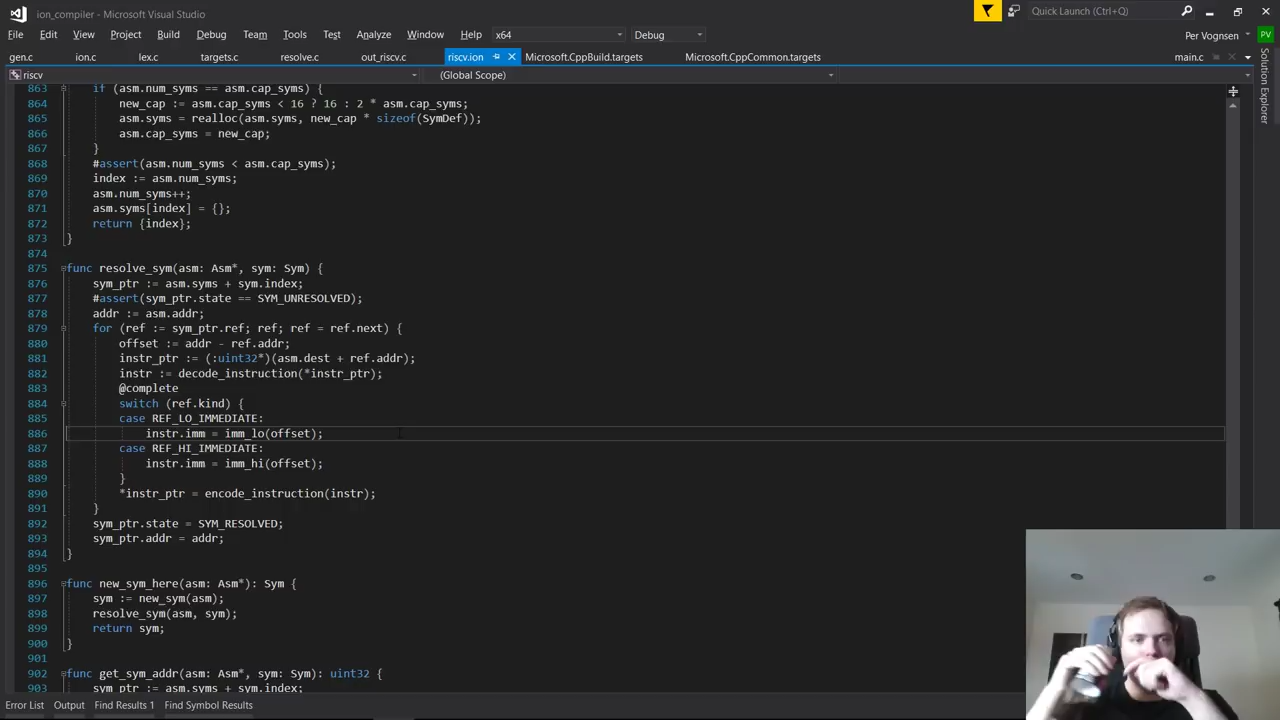 ion_compiler - Microsoft Visual Studio
Quick Launch (Ctrl+Q)
File Edit View Project Build Debug Team Tools Test Analyze Window Help x64 Debug
Per Vognsen PV
gen.c ion.c lex.c targets.c resolve.c out_riscv.c riscv.ion Microsoft.CppBuild.targets Microsoft.CppCommon.targets main.c
riscv (Global Scope)
Solution Explorer
863 if (asm.num_syms == asm.cap_syms) {
864 new_cap := asm.cap_syms < 16 ? 16 : 2 * asm.cap_syms;
865 asm.syms = realloc(asm.syms, new_cap * sizeof(SymDef));
866 asm.cap_syms = new_cap;
867 }
868 #assert(asm.num_syms < asm.cap_syms);
869 index := asm.num_syms;
870 asm.num_syms++;
871 asm.syms[index] = {};
872 return {index};
873 }
874
875 func resolve_sym(asm: Asm*, sym: Sym) {
876 sym_ptr := asm.syms + sym.index;
877 #assert(sym_ptr.state == SYM_UNRESOLVED);
878 addr := asm.addr;
879 for (ref := sym_ptr.ref; ref; ref = ref.next) {
880 offset := addr - ref.addr;
881 instr_ptr := (:uint32*)(asm.dest + ref.addr);
882 instr := decode_instruction(*instr_ptr);
883 @complete
884 switch (ref.kind) {
885 case REF_LO_IMMEDIATE:
886 instr.imm = imm_lo(offset);
887 case REF_HI_IMMEDIATE:
888 instr.imm = imm_hi(offset);
889 }
890 *instr_ptr = encode_instruction(instr);
891 }
892 sym_ptr.state = SYM_RESOLVED;
893 sym_ptr.addr = addr;
894 }
895
896 func new_sym_here(asm: Asm*): Sym {
897 sym := new_sym(asm);
898 resolve_sym(asm, sym);
899 return sym;
900 }
901
902 func get_sym_addr(asm: Asm*, sym: Sym): uint32 {
903 sym_ptr := asm.syms + sym.index;
Error List Output Find Results 1 Find Symbol Results